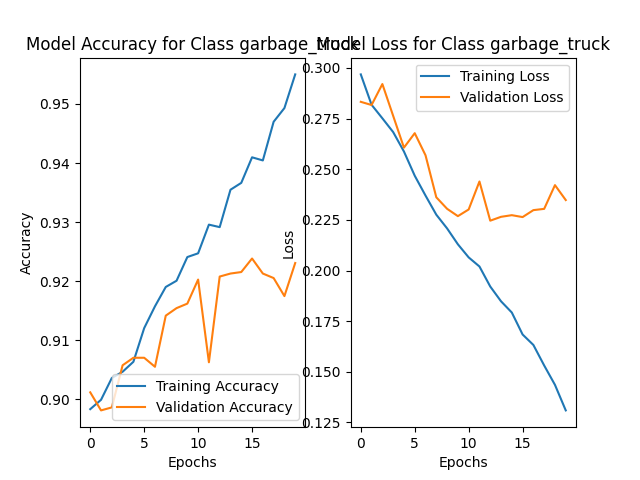 Model Accuracy for Class garbage_truck
Model Loss for Class garbage_truck
Accuracy
0.95
0.94
0.93
0.92
0.91
0.90
Training Accuracy
Validation Accuracy
0 5 10 15
Epochs
Loss
0.300
0.275
0.250
0.225
0.200
0.175
0.150
0.125
Training Loss
Validation Loss
0 5 10 15
Epochs